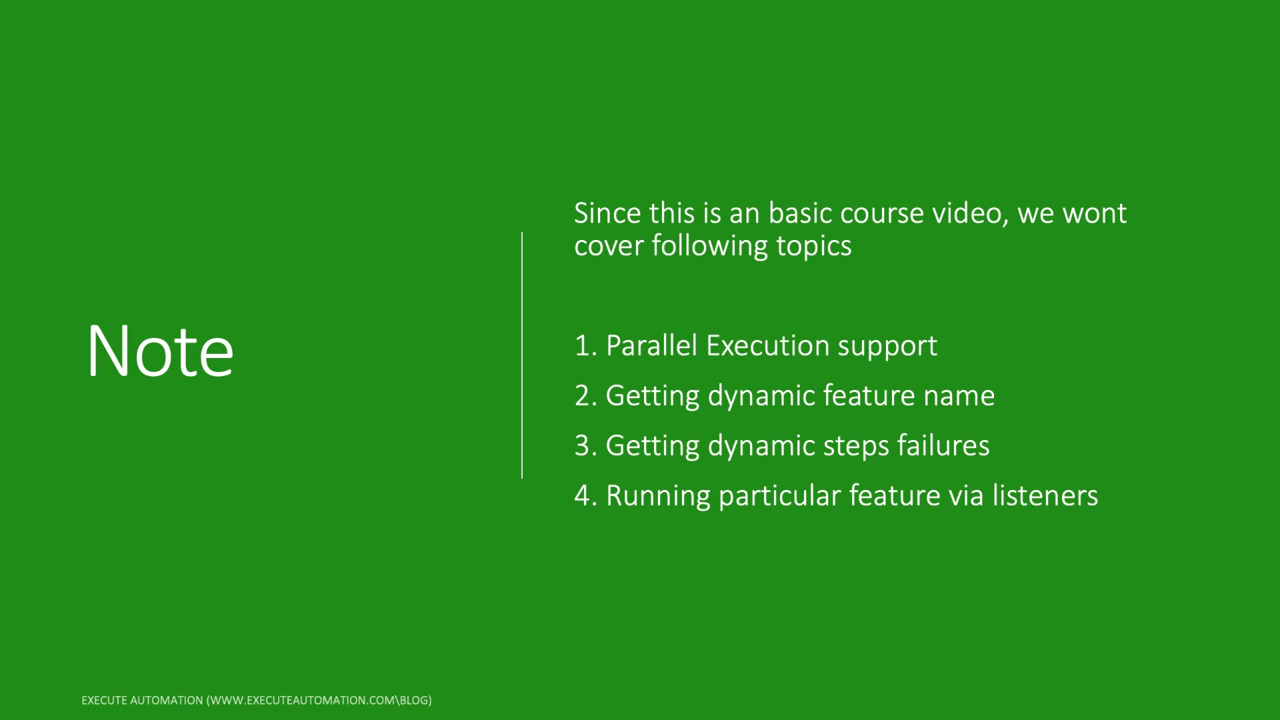 Note
Since this is an basic course video, we wont
cover following topics
1. Parallel Execution support
2. Getting dynamic feature name
3. Getting dynamic steps failures
4. Running particular feature via listeners
EXECUTE AUTOMATION (WWW.EXECUTEAUTOMATION.COM\BLOG)